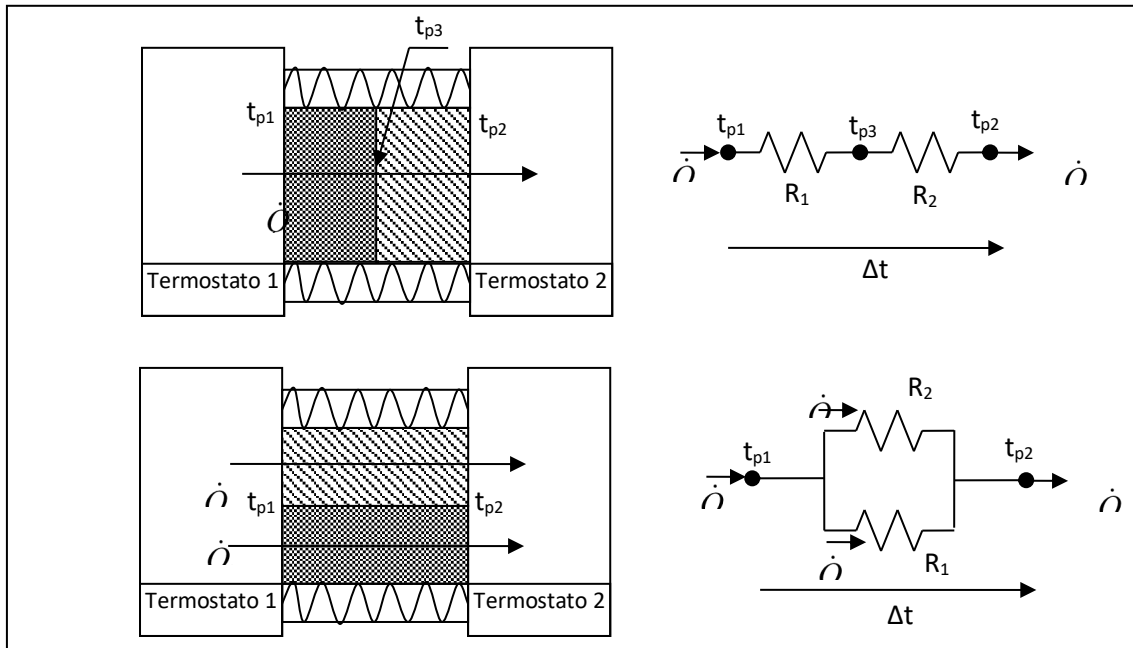 t_p3
t_p1
t_p2
Q̇
Termostato 1
Termostato 2
t_p1
t_p3
t_p2
Q̇
Q̇
R_1
R_2
Δt
t_p1
t_p2
Q̇
Q̇
Termostato 1
Termostato 2
R_2
Q̇
t_p1
t_p2
Q̇
Q̇
Q̇
R_1
Δt